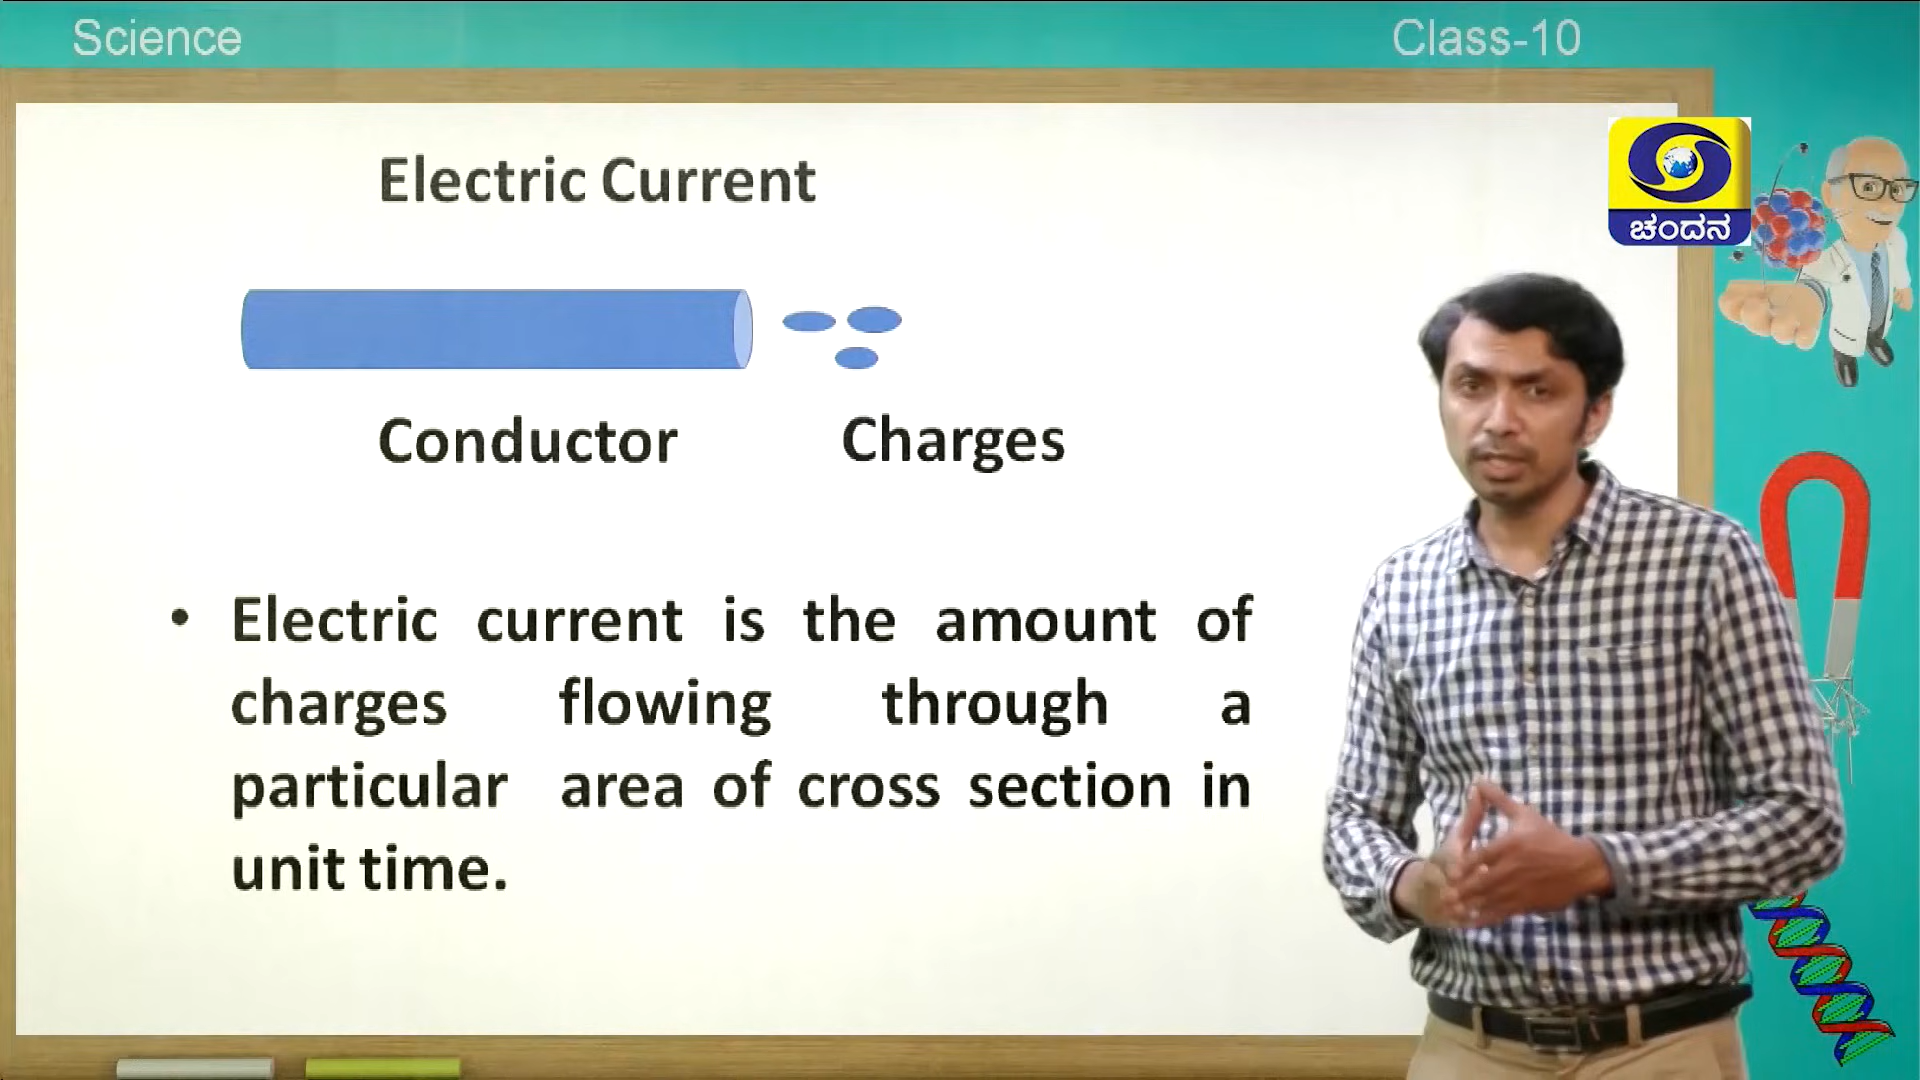 Science
Class-10
Electric Current
ಚಂದನ
Conductor
Charges
• Electric current is the amount of
charges flowing through a
particular area of cross section in
unit time.